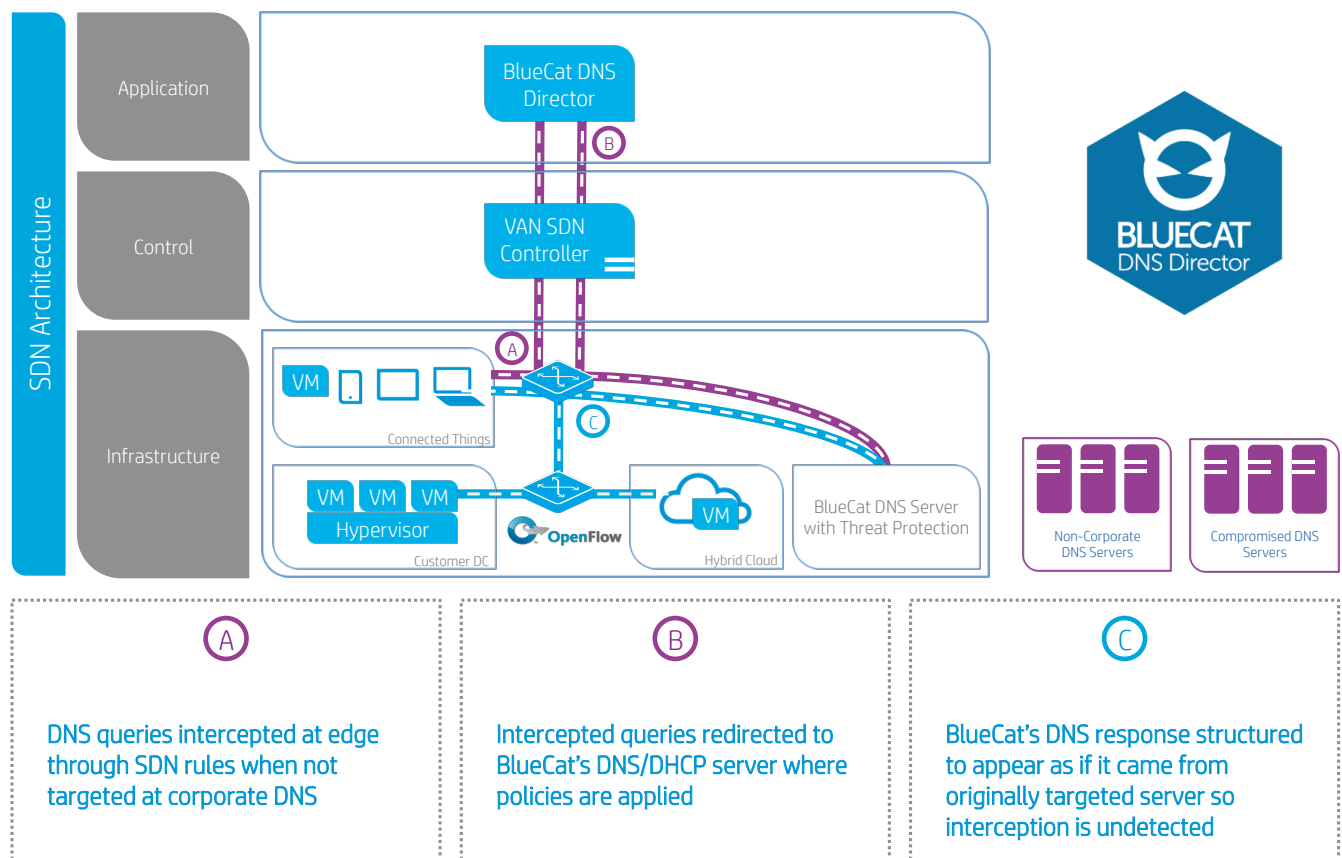 SDN Architecture
Application
BlueCat DNS
Director
B
BLUECAT
DNS Director
Control
VAN SDN
Controller
Infrastructure
A
VM
Connected Things
C
VM VM VM
Hypervisor
Customer DC
OpenFlow
VM
Hybrid Cloud
BlueCat DNS Server
with Threat Protection
Non-Corporate
DNS Servers
Compromised DNS
Servers
A
DNS queries intercepted at edge
through SDN rules when not
targeted at corporate DNS
B
Intercepted queries redirected to
BlueCat's DNS/DHCP server where
policies are applied
C
BlueCat's DNS response structured
to appear as if it came from
originally targeted server so
interception is undetected